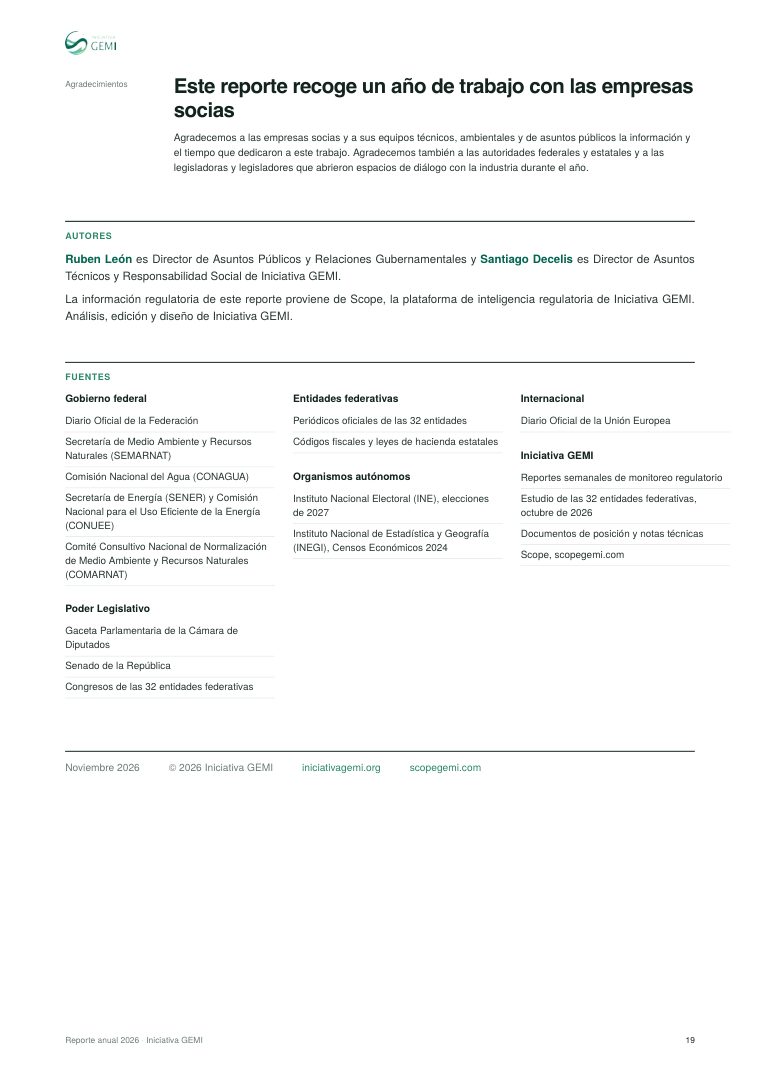 INICIATIVA
GEMI
Agradecimientos
Este reporte recoge un año de trabajo con las empresas
socias
Agradecemos a las empresas socias y a sus equipos técnicos, ambientales y de asuntos públicos la información y
el tiempo que dedicaron a este trabajo. Agradecemos también a las autoridades federales y estatales y a las
legisladoras y legisladores que abrieron espacios de diálogo con la industria durante el año.
AUTORES
Ruben León es Director de Asuntos Públicos y Relaciones Gubernamentales y Santiago Decelis es Director de Asuntos
Técnicos y Responsabilidad Social de Iniciativa GEMI.
La información regulatoria de este reporte proviene de Scope, la plataforma de inteligencia regulatoria de Iniciativa GEMI.
Análisis, edición y diseño de Iniciativa GEMI.
FUENTES
Gobierno federal
Diario Oficial de la Federación
Secretaría de Medio Ambiente y Recursos
Naturales (SEMARNAT)
Comisión Nacional del Agua (CONAGUA)
Secretaría de Energía (SENER) y Comisión
Nacional para el Uso Eficiente de la Energía
(CONUEE)
Comité Consultivo Nacional de Normalización
de Medio Ambiente y Recursos Naturales
(COMARNAT)
Poder Legislativo
Gaceta Parlamentaria de la Cámara de
Diputados
Senado de la República
Congresos de las 32 entidades federativas
Entidades federativas
Periódicos oficiales de las 32 entidades
Códigos fiscales y leyes de hacienda estatales
Organismos autónomos
Instituto Nacional Electoral (INE), elecciones
de 2027
Instituto Nacional de Estadística y Geografía
(INEGI), Censos Económicos 2024
Internacional
Diario Oficial de la Unión Europea
Iniciativa GEMI
Reportes semanales de monitoreo regulatorio
Estudio de las 32 entidades federativas,
octubre de 2026
Documentos de posición y notas técnicas
Scope, scopegemi.com
Noviembre 2026 © 2026 Iniciativa GEMI iniciativagemi.org scopegemi.com
Reporte anual 2026 · Iniciativa GEMI 19